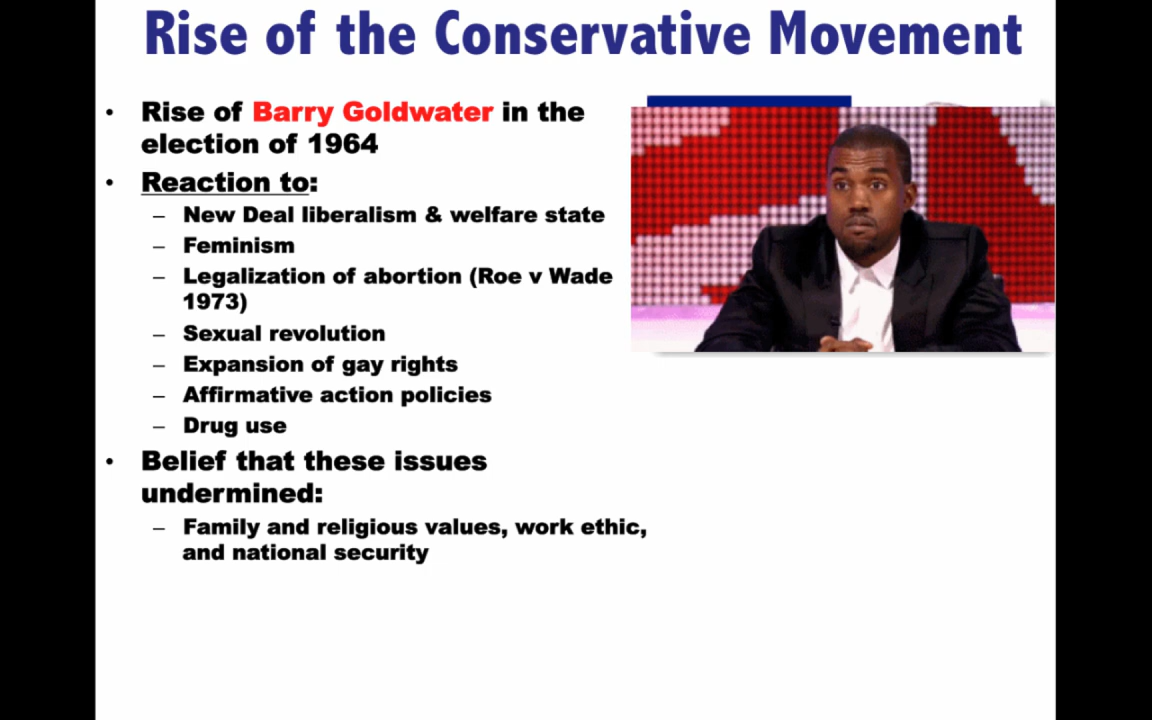 Rise of the Conservative Movement
• Rise of Barry Goldwater in the
election of 1964
• Reaction to:
– New Deal liberalism & welfare state
– Feminism
– Legalization of abortion (Roe v Wade
1973)
– Sexual revolution
– Expansion of gay rights
– Affirmative action policies
– Drug use
• Belief that these issues
undermined:
– Family and religious values, work ethic,
and national security